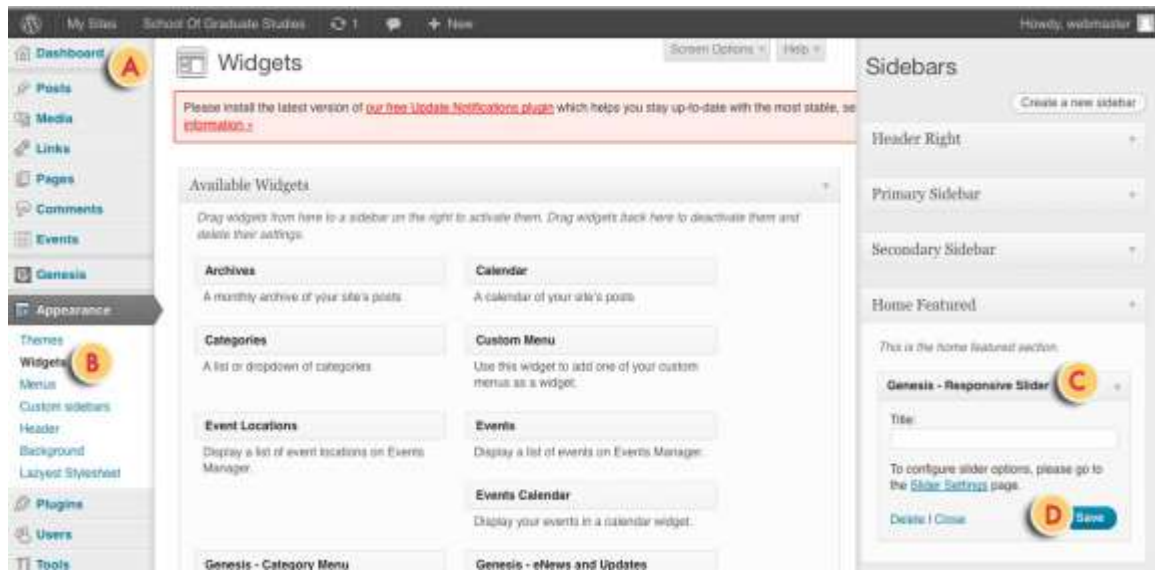 My Sites School Of Graduate Studies 1 + New Howdy, webmaster
Dashboard
A
Posts
Media
Links
Pages
Comments
Events
Genesis
Appearance
Themes
Widgets
B
Menus
Custom sidebars
Header
Background
Lazyest Stylesheet
Plugins
Users
Tools
Widgets
Screen Options
Help
Please install the latest version of our free Update Notifications plugin which helps you stay up-to-date with the most stable, se
information »
Available Widgets
Drag widgets from here to a sidebar on the right to activate them. Drag widgets back here to deactivate them and
delete their settings.
Archives
A monthly archive of your site's posts
Calendar
A calendar of your site's posts
Categories
A list or dropdown of categories
Custom Menu
Use this widget to add one of your custom
menus as a widget.
Event Locations
Display a list of event locations on Events
Manager.
Events
Display a list of events on Events Manager.
Events Calendar
Display your events in a calendar widget.
Genesis - Category Menu
Genesis - eNews and Updates
Sidebars
Create a new sidebar
Header Right
Primary Sidebar
Secondary Sidebar
Home Featured
This is the home featured section.
Genesis - Responsive Slider
C
Title:
To configure slider options, please go to
the Slider Settings page.
Delete | Close
D
Save